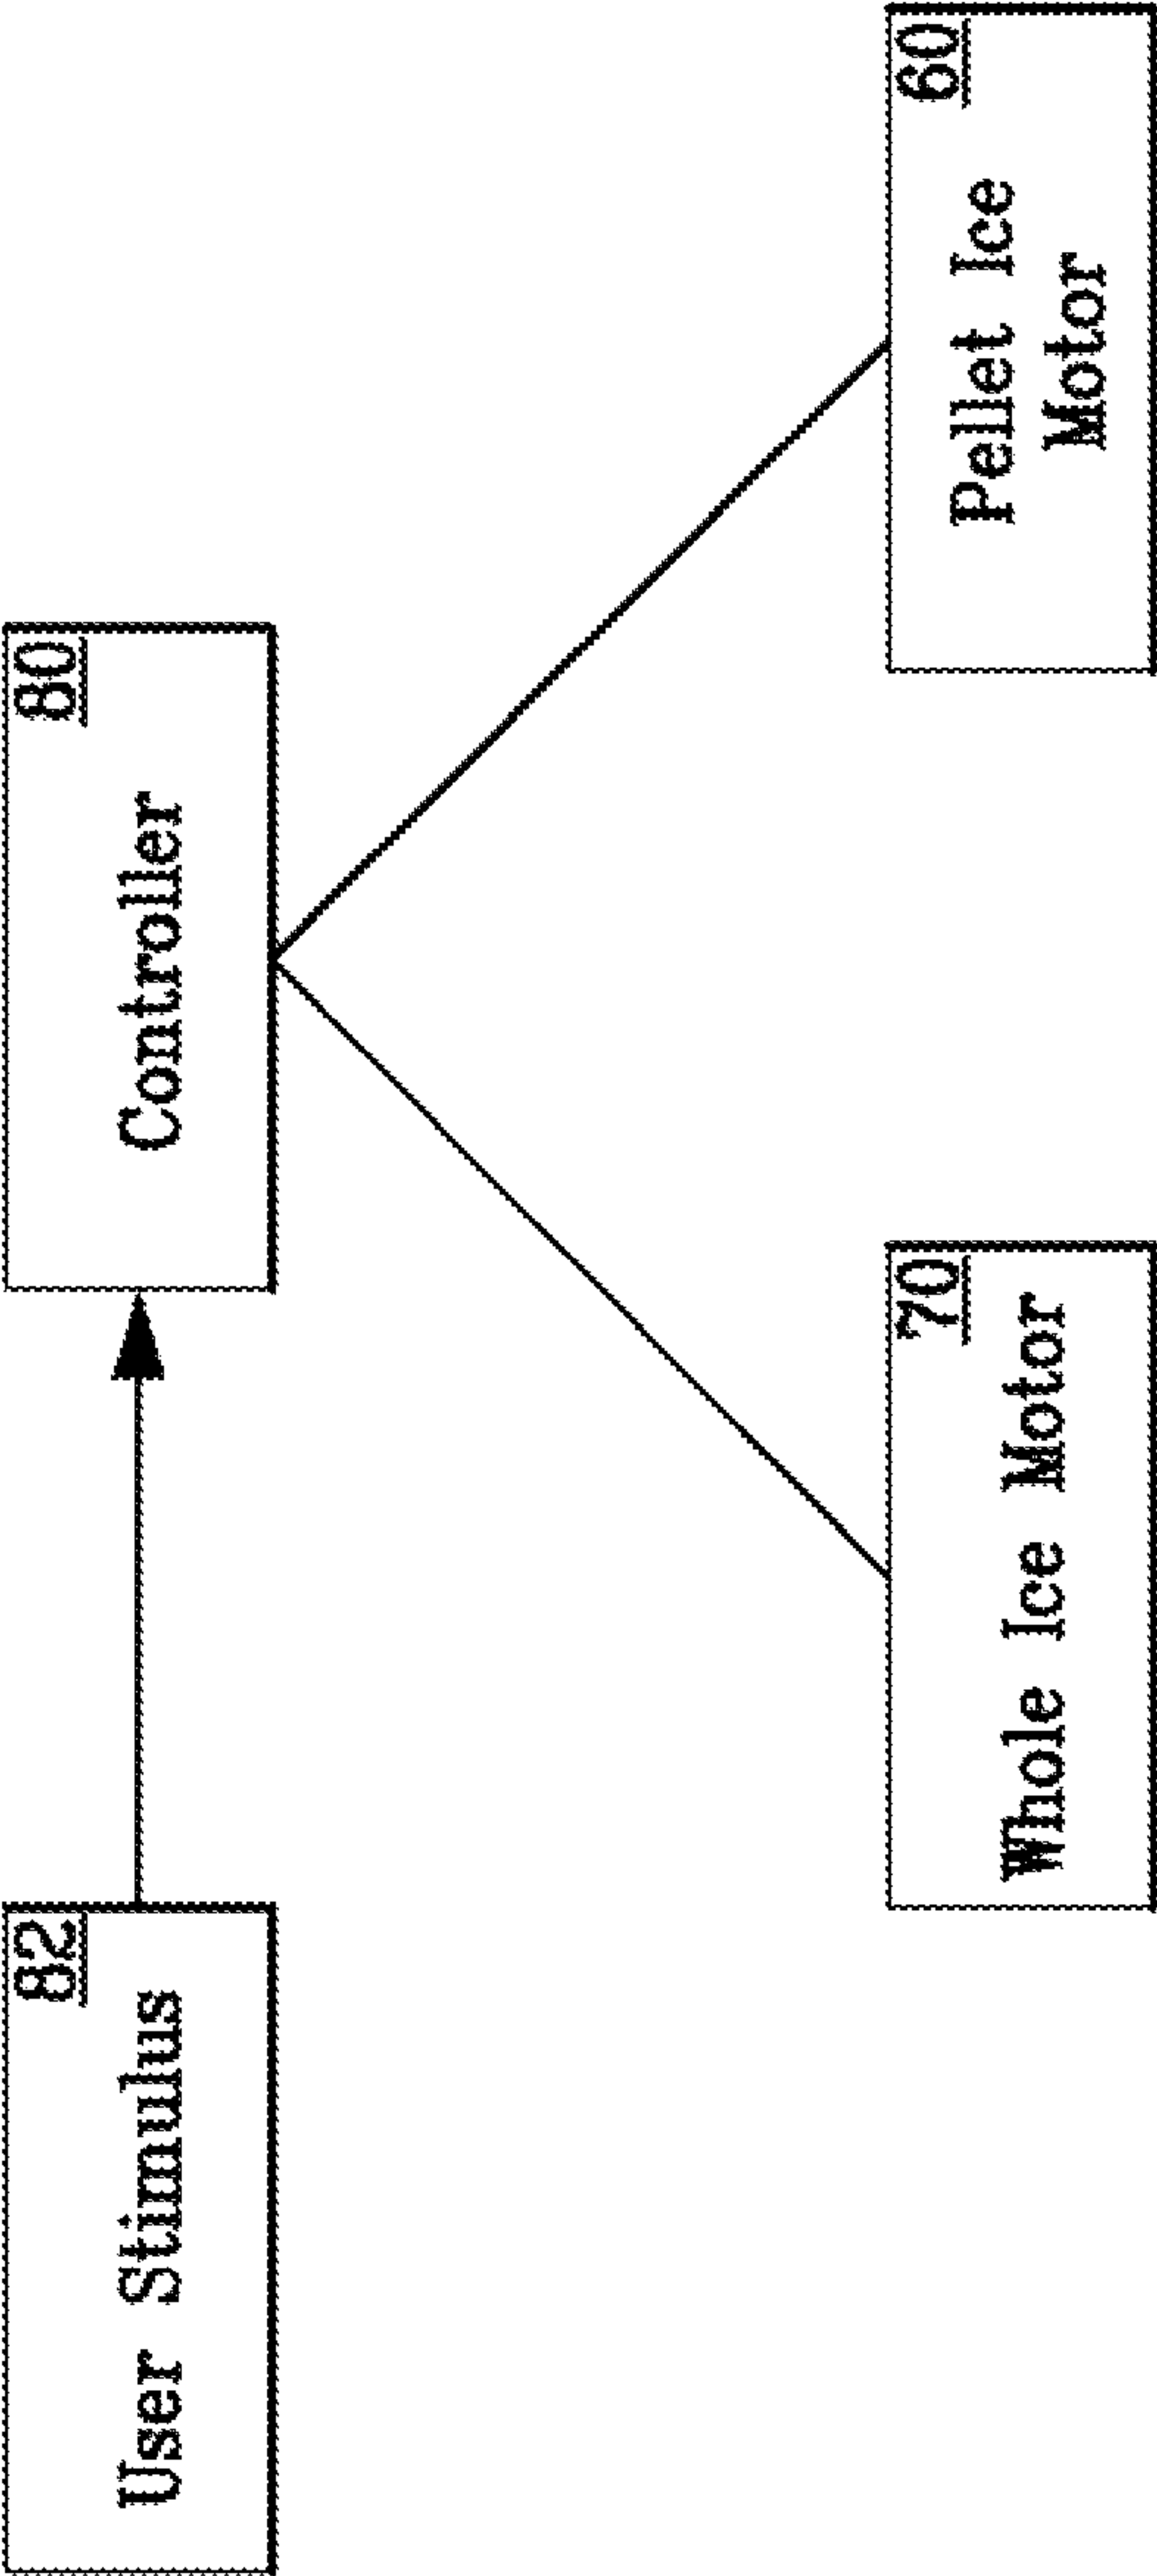 82
User Stimulus
80
Controller
70
Whole Ice Motor
60
Pellet Ice
Motor